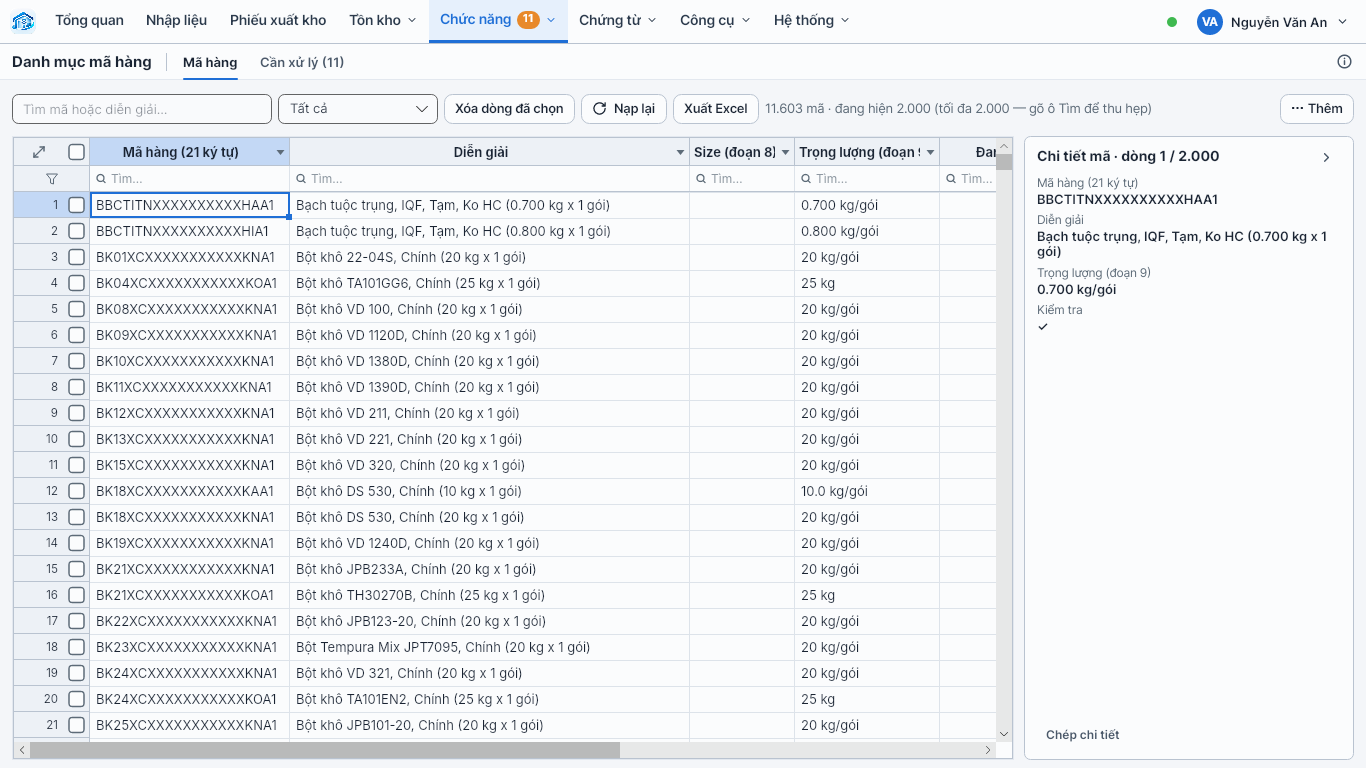 Tổng quan Nhập liệu Phiếu xuất kho Tồn kho Chức năng 11 Chứng từ Công cụ Hệ thống VA Nguyễn Văn An
Danh mục mã hàng Mã hàng Cần xử lý (11)
Tìm mã hoặc diễn giải... Tất cả Xóa dòng đã chọn Nạp lại Xuất Excel 11.603 mã · đang hiện 2.000 (tối đa 2.000 — gõ ô Tìm để thu hẹp) ··· Thêm
Mã hàng (21 ký tự) Diễn giải Size (đoạn 8) Trọng lượng (đoạn 9
Tìm... Tìm... Tìm... Tìm... Tìm...
1 BBCTITNXXXXXXXXXXHAA1 Bạch tuộc trụng, IQF, Tạm, Ko HC (0.700 kg x 1 gói) 0.700 kg/gói
2 BBCTITNXXXXXXXXXXHIA1 Bạch tuộc trụng, IQF, Tạm, Ko HC (0.800 kg x 1 gói) 0.800 kg/gói
3 BK01XCXXXXXXXXXXXKNA1 Bột khô 22-04S, Chính (20 kg x 1 gói) 20 kg/gói
4 BK04XCXXXXXXXXXXXKOA1 Bột khô TA101GG6, Chính (25 kg x 1 gói) 25 kg
5 BK08XCXXXXXXXXXXXKNA1 Bột khô VD 100, Chính (20 kg x 1 gói) 20 kg/gói
6 BK09XCXXXXXXXXXXXKNA1 Bột khô VD 1120D, Chính (20 kg x 1 gói) 20 kg/gói
7 BK10XCXXXXXXXXXXXKNA1 Bột khô VD 1380D, Chính (20 kg x 1 gói) 20 kg/gói
8 BK11XCXXXXXXXXXXXKNA1 Bột khô VD 1390D, Chính (20 kg x 1 gói) 20 kg/gói
9 BK12XCXXXXXXXXXXXKNA1 Bột khô VD 211, Chính (20 kg x 1 gói) 20 kg/gói
10 BK13XCXXXXXXXXXXXKNA1 Bột khô VD 221, Chính (20 kg x 1 gói) 20 kg/gói
11 BK15XCXXXXXXXXXXXKNA1 Bột khô VD 320, Chính (20 kg x 1 gói) 20 kg/gói
12 BK18XCXXXXXXXXXXXKAA1 Bột khô DS 530, Chính (10 kg x 1 gói) 10.0 kg/gói
13 BK18XCXXXXXXXXXXXKNA1 Bột khô DS 530, Chính (20 kg x 1 gói) 20 kg/gói
14 BK19XCXXXXXXXXXXXKNA1 Bột khô VD 1240D, Chính (20 kg x 1 gói) 20 kg/gói
15 BK21XCXXXXXXXXXXXKNA1 Bột khô JPB233A, Chính (20 kg x 1 gói) 20 kg/gói
16 BK21XCXXXXXXXXXXXKOA1 Bột khô TH30270B, Chính (25 kg x 1 gói) 25 kg
17 BK22XCXXXXXXXXXXXKNA1 Bột khô JPB123-20, Chính (20 kg x 1 gói) 20 kg/gói
18 BK23XCXXXXXXXXXXXKNA1 Bột Tempura Mix JPT7095, Chính (20 kg x 1 gói) 20 kg/gói
19 BK24XCXXXXXXXXXXXKNA1 Bột khô VD 321, Chính (20 kg x 1 gói) 20 kg/gói
20 BK24XCXXXXXXXXXXXKOA1 Bột khô TA101EN2, Chính (25 kg x 1 gói) 25 kg
21 BK25XCXXXXXXXXXXXKNA1 Bột khô JPB101-20, Chính (20 kg x 1 gói) 20 kg/gói
Chi tiết mã · dòng 1 / 2.000
Mã hàng (21 ký tự)
BBCTITNXXXXXXXXXXHAA1
Diễn giải
Bạch tuộc trụng, IQF, Tạm, Ko HC (0.700 kg x 1
gói)
Trọng lượng (đoạn 9)
0.700 kg/gói
Kiểm tra
✓
Chép chi tiết